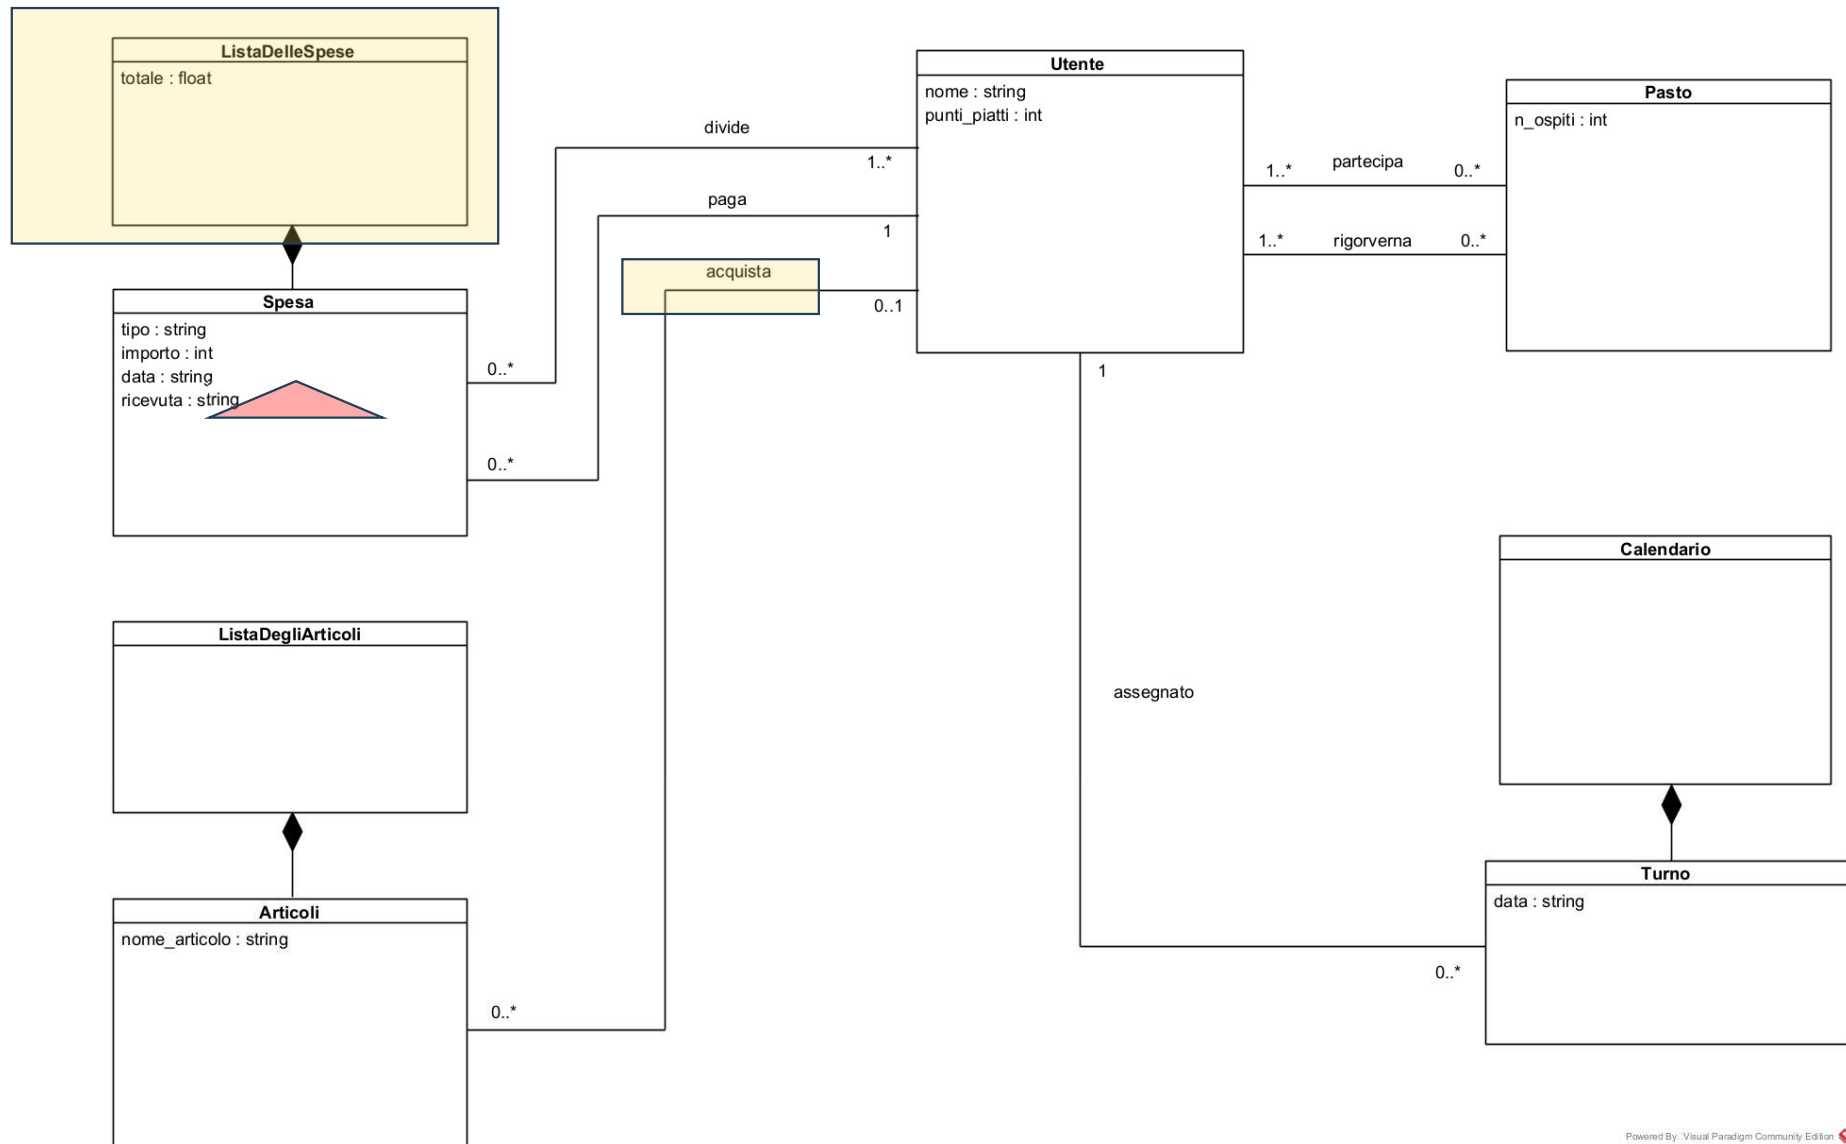 ListaDelleSpese
totale : float
Utente
nome : string
punti_piatti : int
Pasto
n_ospiti : int
divide
1..*
paga
1
acquista
0..1
1..*
partecipa
0..*
1..*
rigorverna
0..*
Spesa
tipo : string
importo : int
data : string
ricevuta : string
0..*
0..*
1
Calendario
ListaDegliArticoli
assegnato
Turno
data : string
Articoli
nome_articolo : string
0..*
0..*
Powered By: Visual Paradigm Community Edition